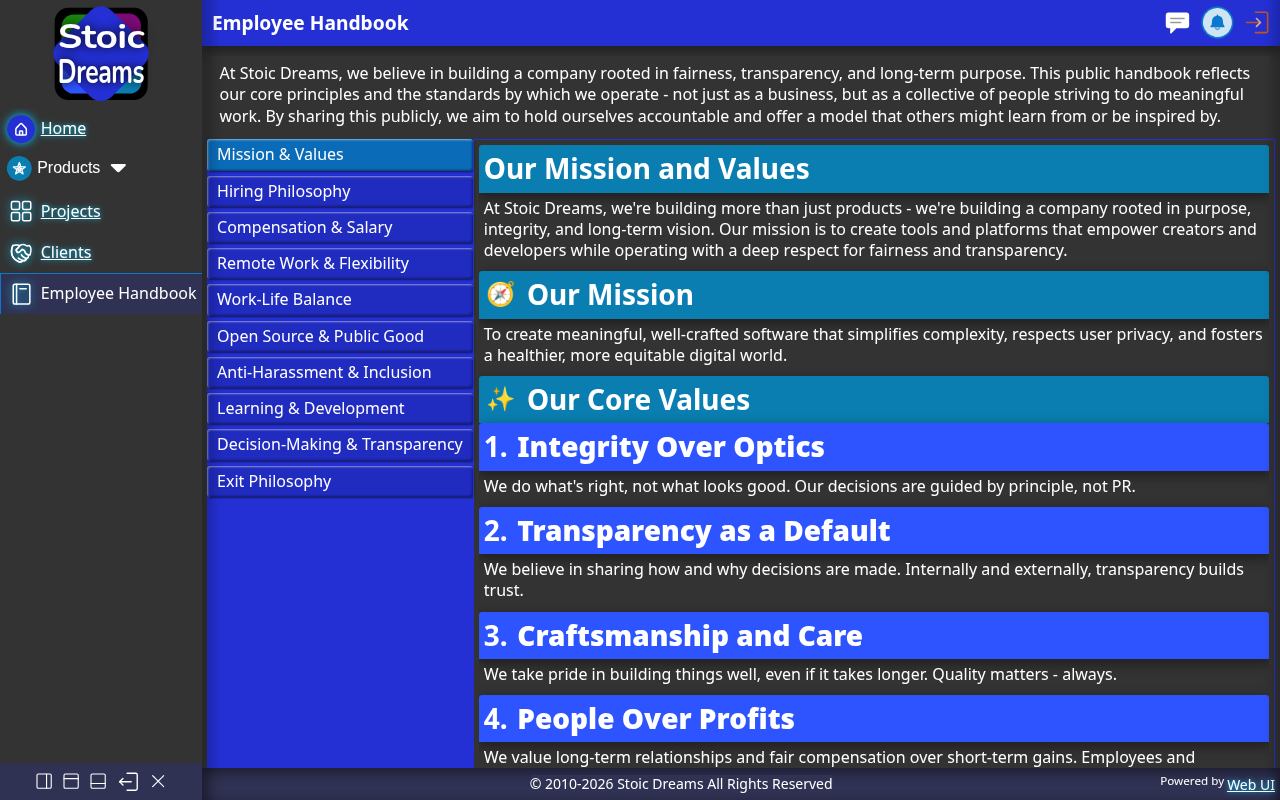 Stoic
Dreams
Home
Products
Projects
Clients
Employee Handbook
Employee Handbook
At Stoic Dreams, we believe in building a company rooted in fairness, transparency, and long-term purpose. This public handbook reflects
our core principles and the standards by which we operate - not just as a business, but as a collective of people striving to do meaningful
work. By sharing this publicly, we aim to hold ourselves accountable and offer a model that others might learn from or be inspired by.
Mission & Values
Hiring Philosophy
Compensation & Salary
Remote Work & Flexibility
Work-Life Balance
Open Source & Public Good
Anti-Harassment & Inclusion
Learning & Development
Decision-Making & Transparency
Exit Philosophy
Our Mission and Values
At Stoic Dreams, we're building more than just products - we're building a company rooted in purpose,
integrity, and long-term vision. Our mission is to create tools and platforms that empower creators and
developers while operating with a deep respect for fairness and transparency.
🧭 Our Mission
To create meaningful, well-crafted software that simplifies complexity, respects user privacy, and fosters
a healthier, more equitable digital world.
✨ Our Core Values
1. Integrity Over Optics
We do what's right, not what looks good. Our decisions are guided by principle, not PR.
2. Transparency as a Default
We believe in sharing how and why decisions are made. Internally and externally, transparency builds
trust.
3. Craftsmanship and Care
We take pride in building things well, even if it takes longer. Quality matters - always.
4. People Over Profits
We value long-term relationships and fair compensation over short-term gains. Employees and
© 2010-2026 Stoic Dreams All Rights Reserved
Powered by Web UI